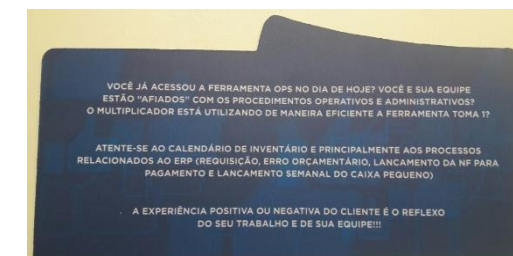 VOCÊ JÁ ACESSOU A FERRAMENTA OPS NO DIA DE HOJE? VOCÊ E SUA EQUIPE
ESTÃO "AFIADOS" COM OS PROCEDIMENTOS OPERATIVOS E ADMINISTRATIVOS?
O MULTIPLICADOR ESTÁ UTILIZANDO DE MANEIRA EFICIENTE A FERRAMENTA TOMA 1?
ATENTE-SE AO CALENDÁRIO DE INVENTÁRIO E PRINCIPALMENTE AOS PROCESSOS
RELACIONADOS AO ERP (REQUISIÇÃO, ERRO ORÇAMENTÁRIO, LANCAMENTO DA NF PARA
PAGAMENTO E LANCAMENTO SEMANAL DO CAIXA PEQUENO)
A EXPERIÊNCIA POSITIVA OU NEGATIVA DO CLIENTE É O REFLEXO
DO SEU TRABALHO E DE SUA EQUIPE!!!